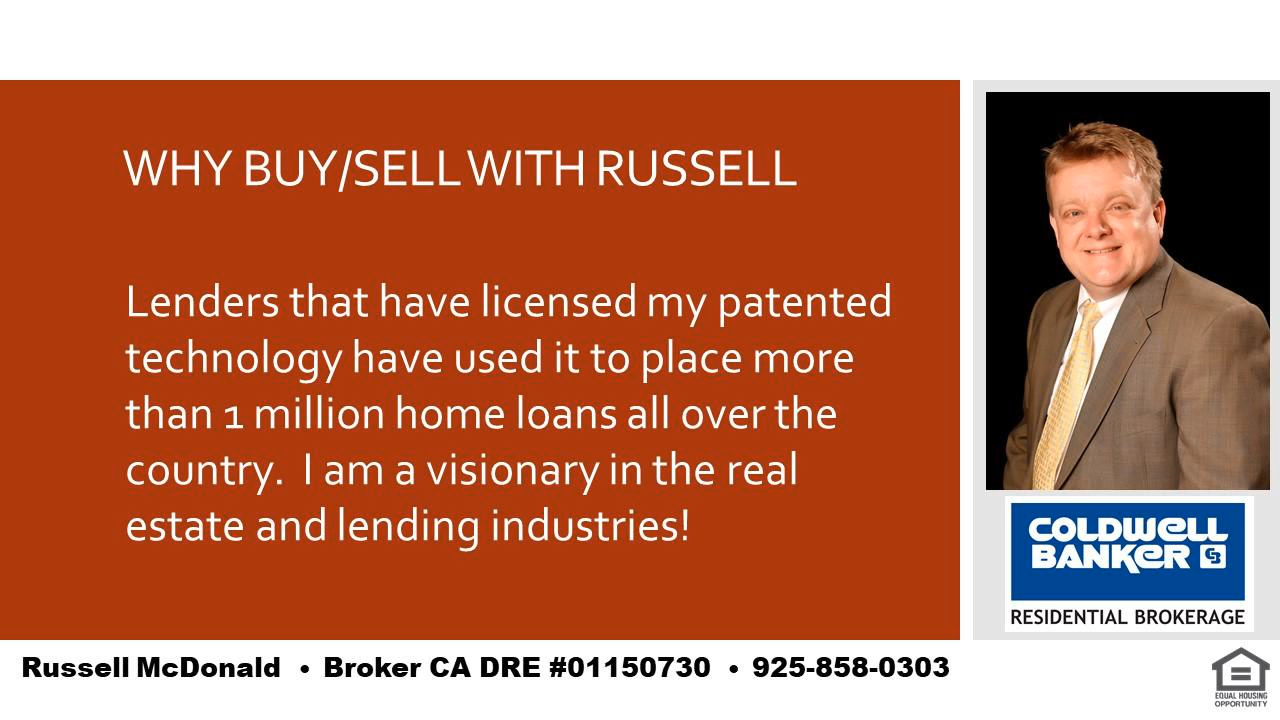 WHY BUY/SELL WITH RUSSELL
Lenders that have licensed my patented
technology have used it to place more
than 1 million home loans all over the
country.  I am a visionary in the real
estate and lending industries!
COLDWELL
BANKER CB
RESIDENTIAL BROKERAGE
Russell McDonald • Broker CA DRE #01150730 • 925-858-0303
EQUAL HOUSING
OPPORTUNITY